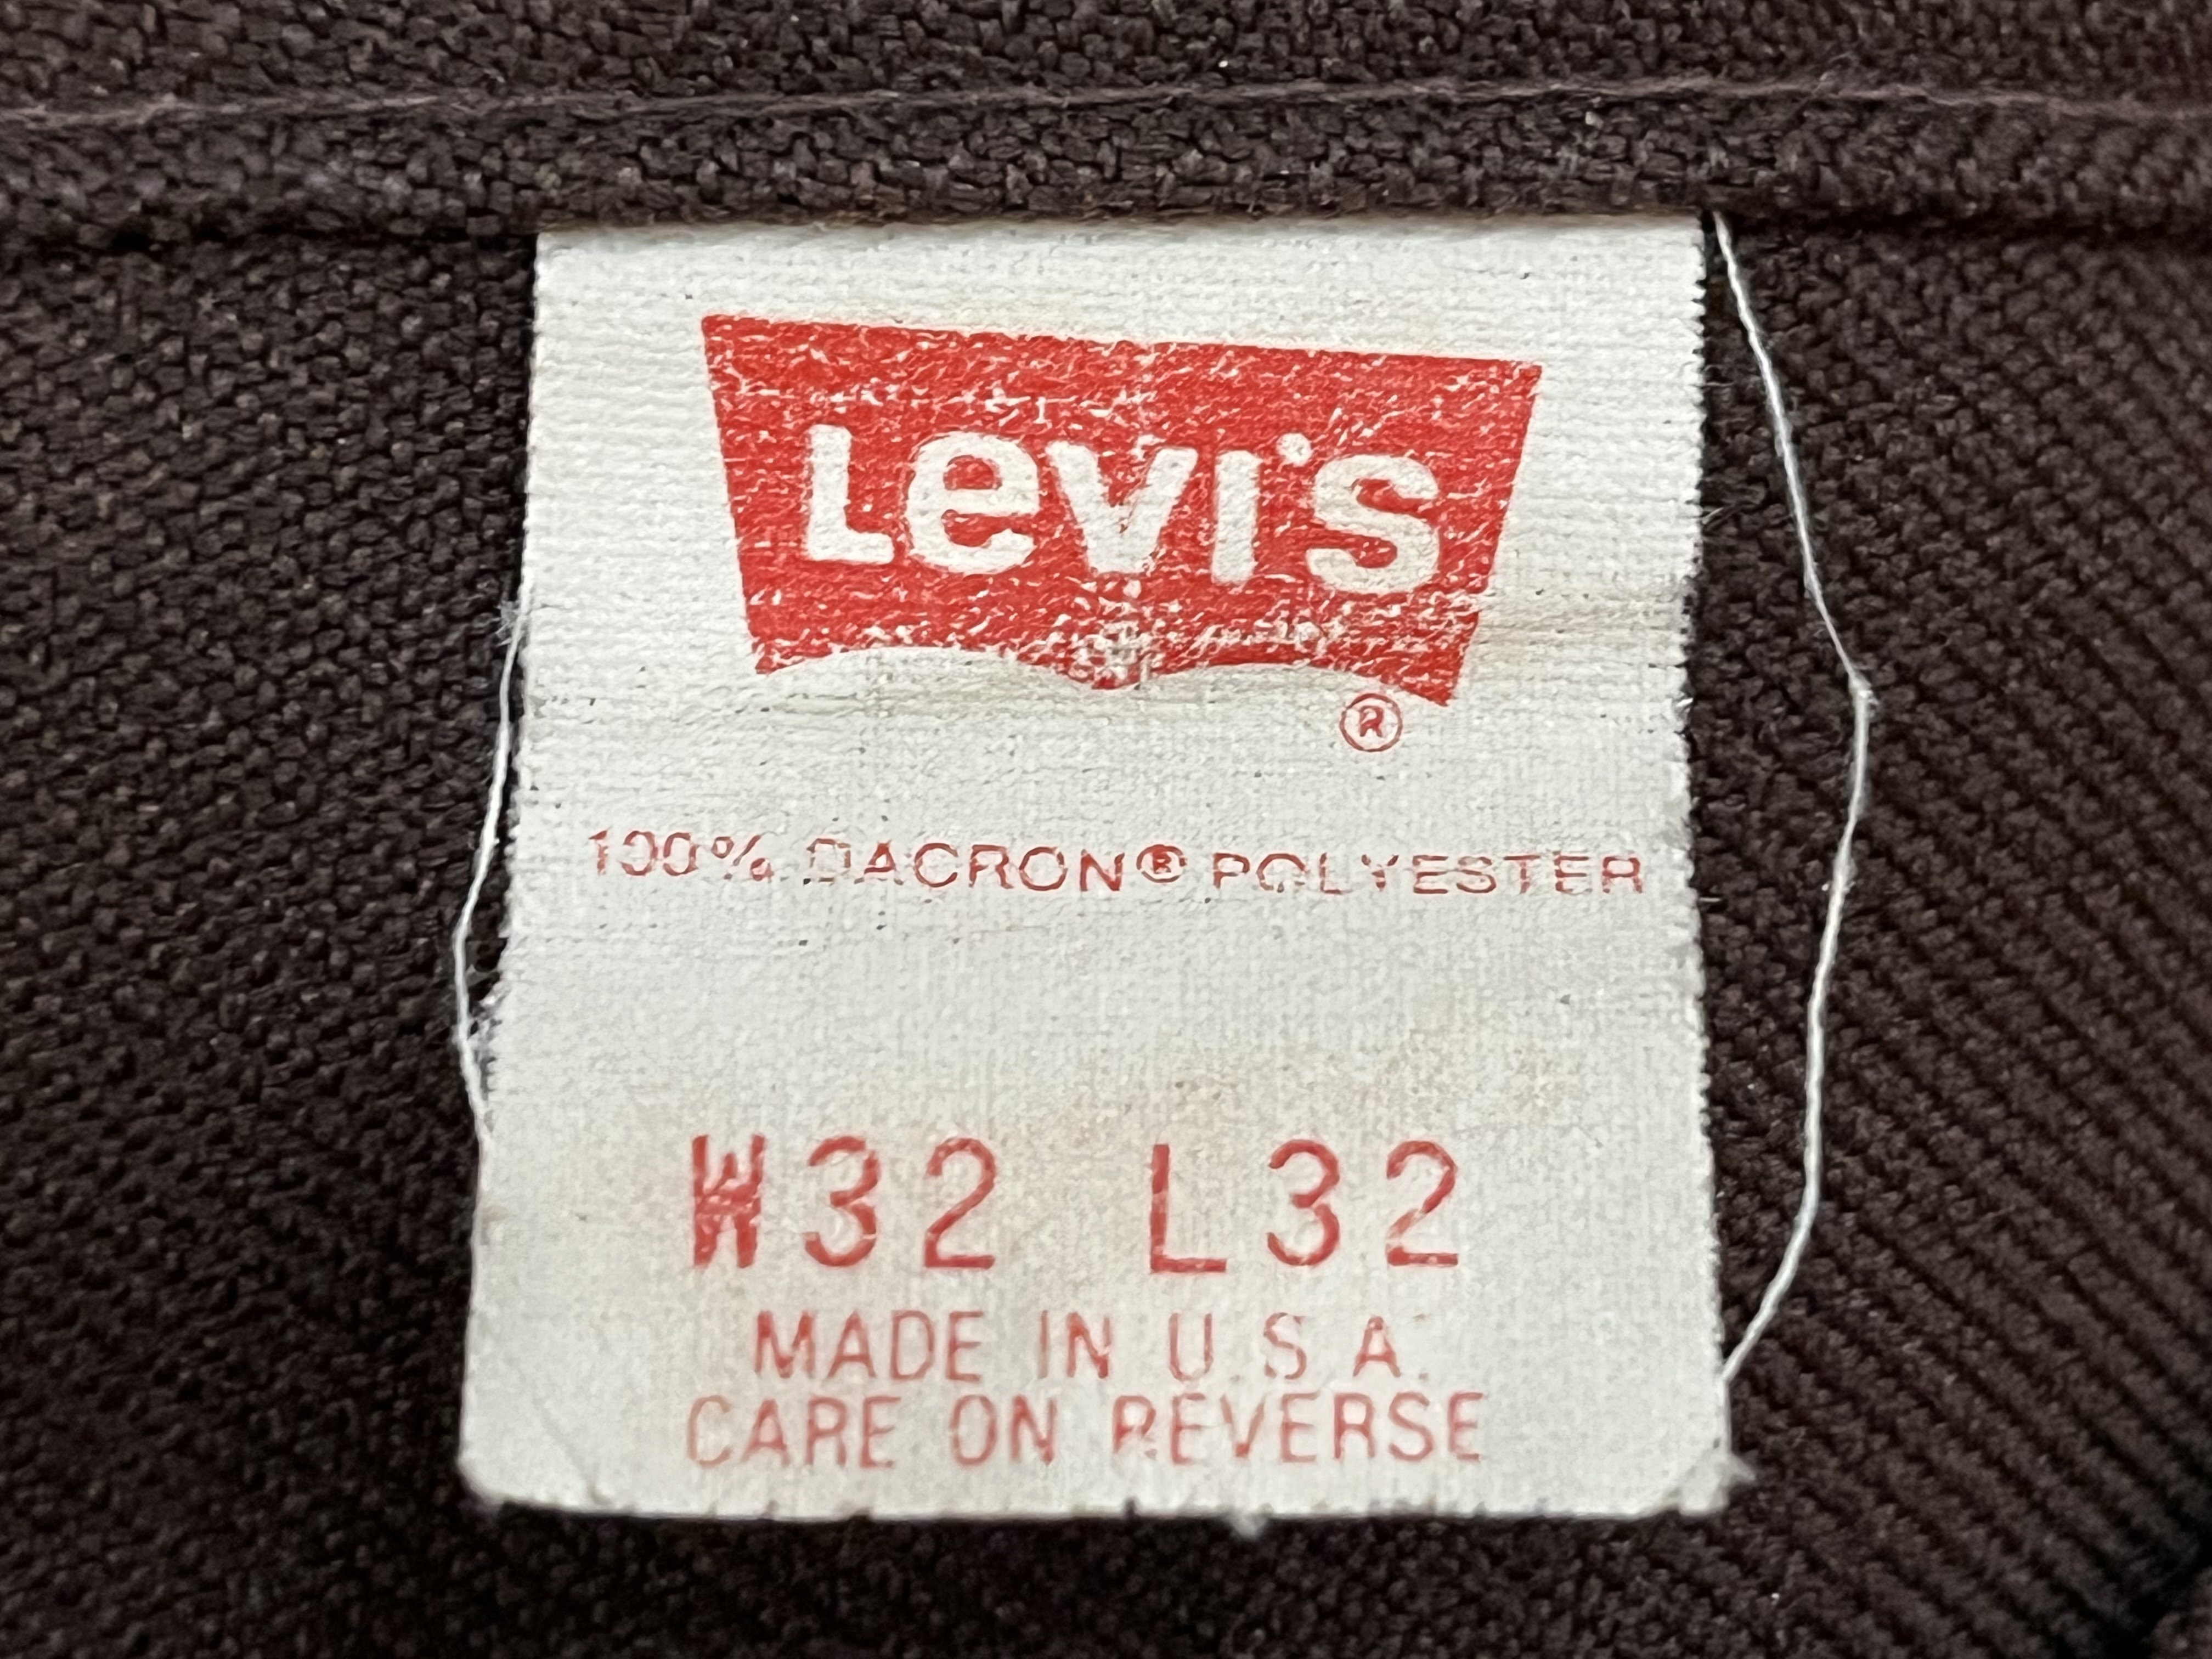 Levi's
®
100% DACRON® POLYESTER
W32 L32
MADE IN U.S.A.
CARE ON REVERSE